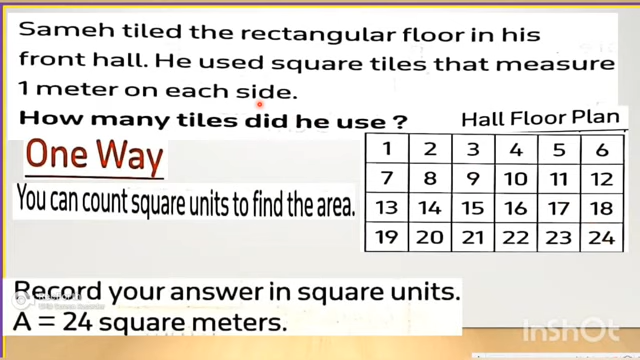 Sameh tiled the rectangular floor in his
front hall. He used square tiles that measure
1 meter on each side.
How many tiles did he use ?
Hall Floor Plan
One Way
You can count square units to find the area.
1 2 3 4 5 6
7 8 9 10 11 12
13 14 15 16 17 18
19 20 21 22 23 24
Record your answer in square units.
A = 24 square meters.
InShOt